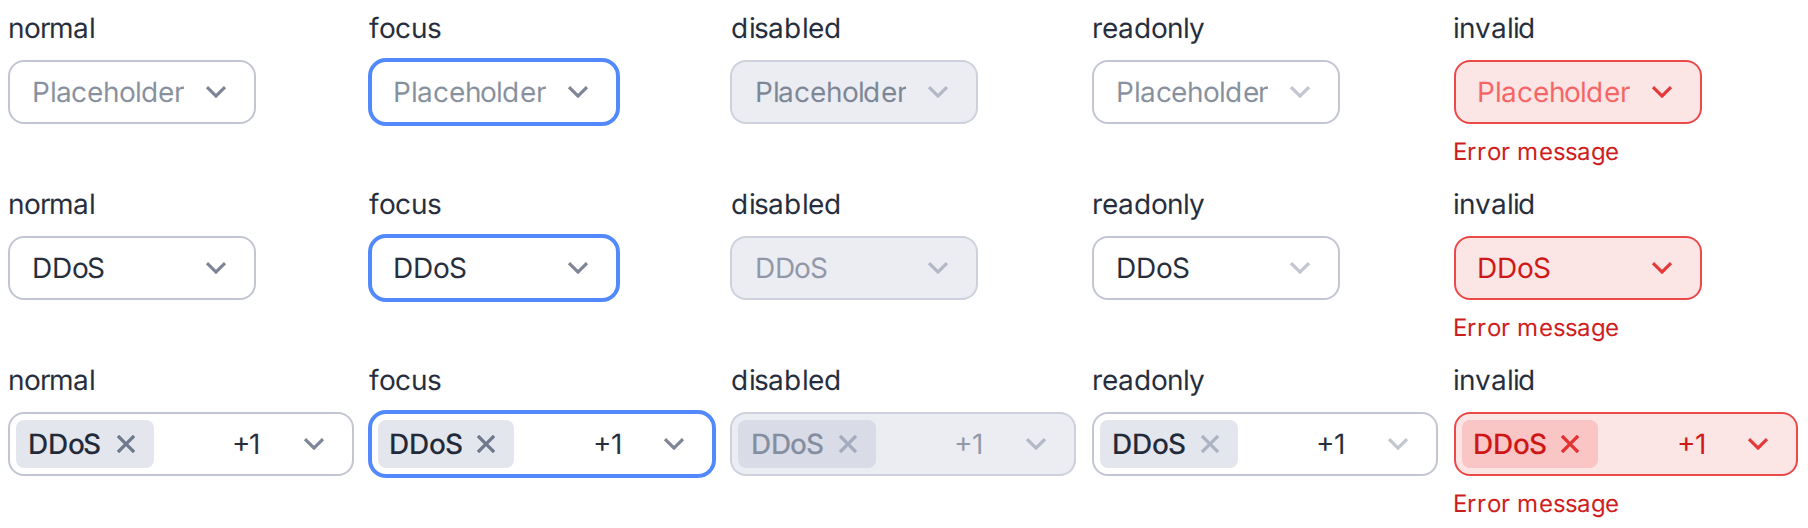 normal focus disabled readonly invalid
Placeholder Placeholder Placeholder Placeholder Placeholder
Error message
normal focus disabled readonly invalid
DDoS DDoS DDoS DDoS DDoS
Error message
normal focus disabled readonly invalid
DDoS +1 DDoS +1 DDoS +1 DDoS +1 DDoS +1
Error message